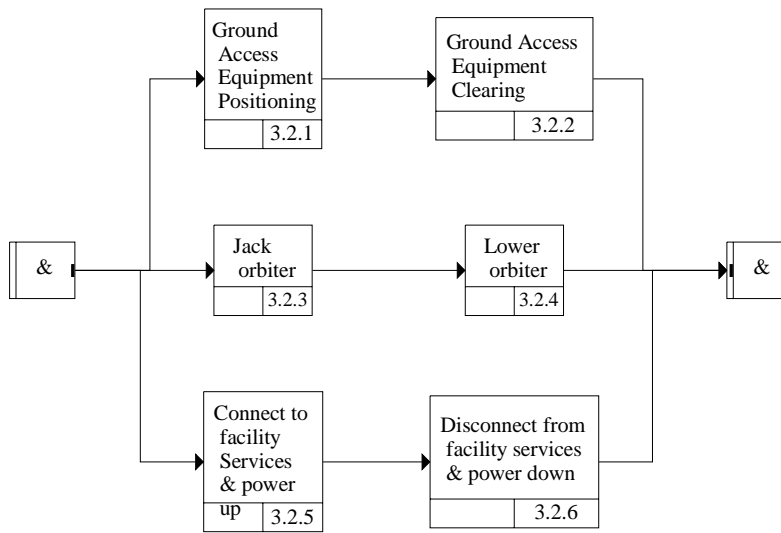 Ground
Access
Equipment
Positioning
3.2.1
Ground Access
Equipment
Clearing
3.2.2
&
Jack
orbiter
3.2.3
Lower
orbiter
3.2.4
&
Connect to
facility
Services
& power
up
3.2.5
Disconnect from
facility services
& power down
3.2.6